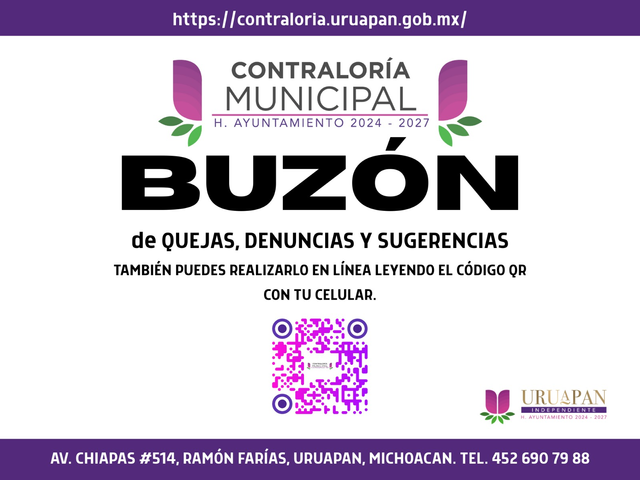 https://contraloria.uruapan.gob.mx/
CONTRALORÍA
MUNICIPAL
H. AYUNTAMIENTO 2024 - 2027
BUZÓN
de QUEJAS, DENUNCIAS Y SUGERENCIAS
TAMBIÉN PUEDES REALIZARLO EN LÍNEA LEYENDO EL CÓDIGO QR
CON TU CELULAR.
URUAPAN
INDEPENDIENTE
H. AYUNTAMIENTO 2024 - 2027
AV. CHIAPAS #514, RAMÓN FARÍAS, URUAPAN, MICHOACAN. TEL. 452 690 79 88